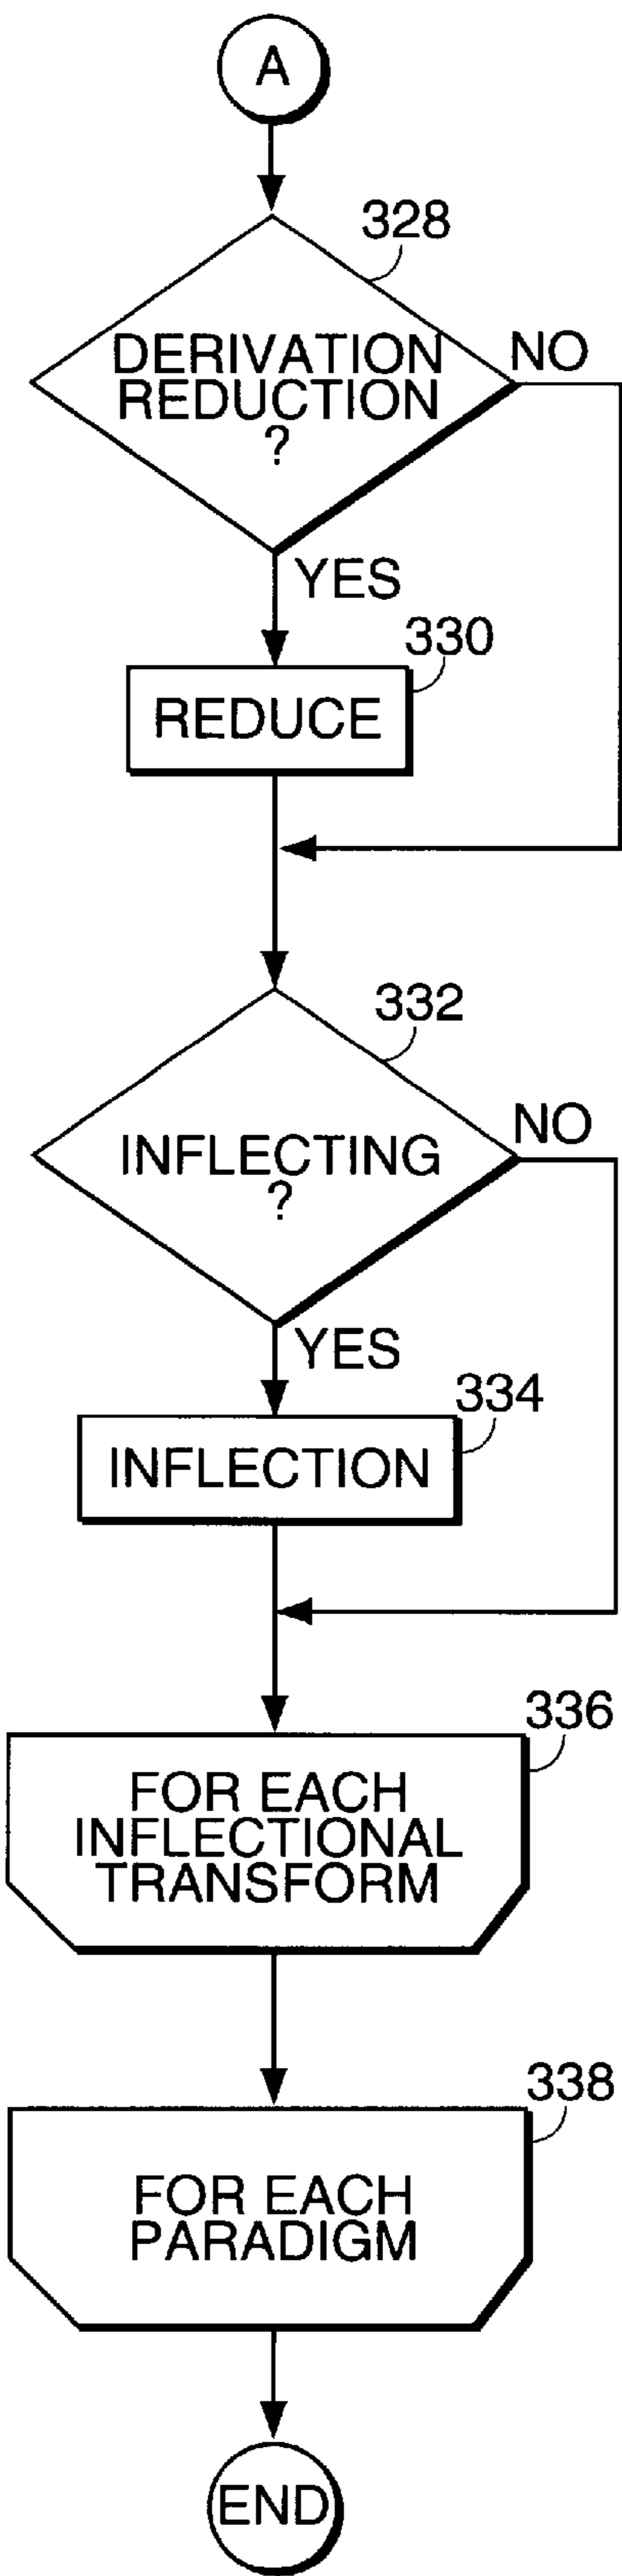 A
328
DERIVATION
REDUCTION
?
NO
YES
330
REDUCE
332
INFLECTING
?
NO
YES
334
INFLECTION
336
FOR EACH
INFLECTIONAL
TRANSFORM
338
FOR EACH
PARADIGM
END